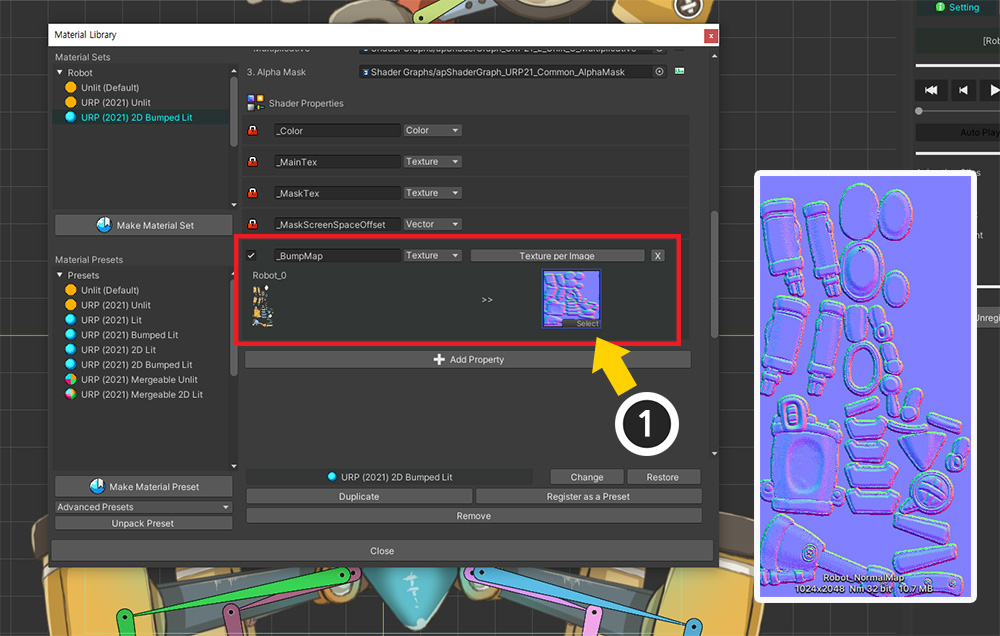 Material Library
x
Material Sets
Robot
Unlit (Default)
URP (2021) Unlit
URP (2021) 2D Bumped Lit
Make Material Set
Material Presets
Presets
Unlit (Default)
URP (2021) Unlit
URP (2021) Lit
URP (2021) Bumped Lit
URP (2021) 2D Lit
URP (2021) 2D Bumped Lit
URP (2021) Mergeable Unlit
URP (2021) Mergeable 2D Lit
Make Material Preset
Advanced Presets
Unpack Preset
3. Alpha Mask
Shader Graphs/apShaderGraph_URP21_Common_AlphaMask
Shader Properties
_Color
Color
_MainTex
Texture
_MaskTex
Texture
_MaskScreenSpaceOffset
Vector
_BumpMap
Texture
Texture per Image
X
Robot_0
>>
Select
Add Property
1
URP (2021) 2D Bumped Lit
Change
Restore
Duplicate
Register as a Preset
Remove
Close
Setting
[Rob
Auto Play
Robot_NormalMap
1024x2048 Nm 32 bit 10.7 MB